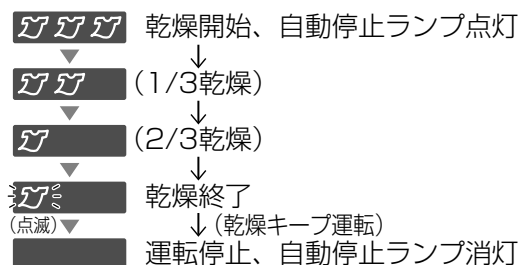 乾燥開始、自動停止ランプ点灯
↓
(1/3乾燥)
↓
(2/3乾燥)
↓
乾燥終了
(点滅) ↓(乾燥キープ運転)
運転停止、自動停止ランプ消灯